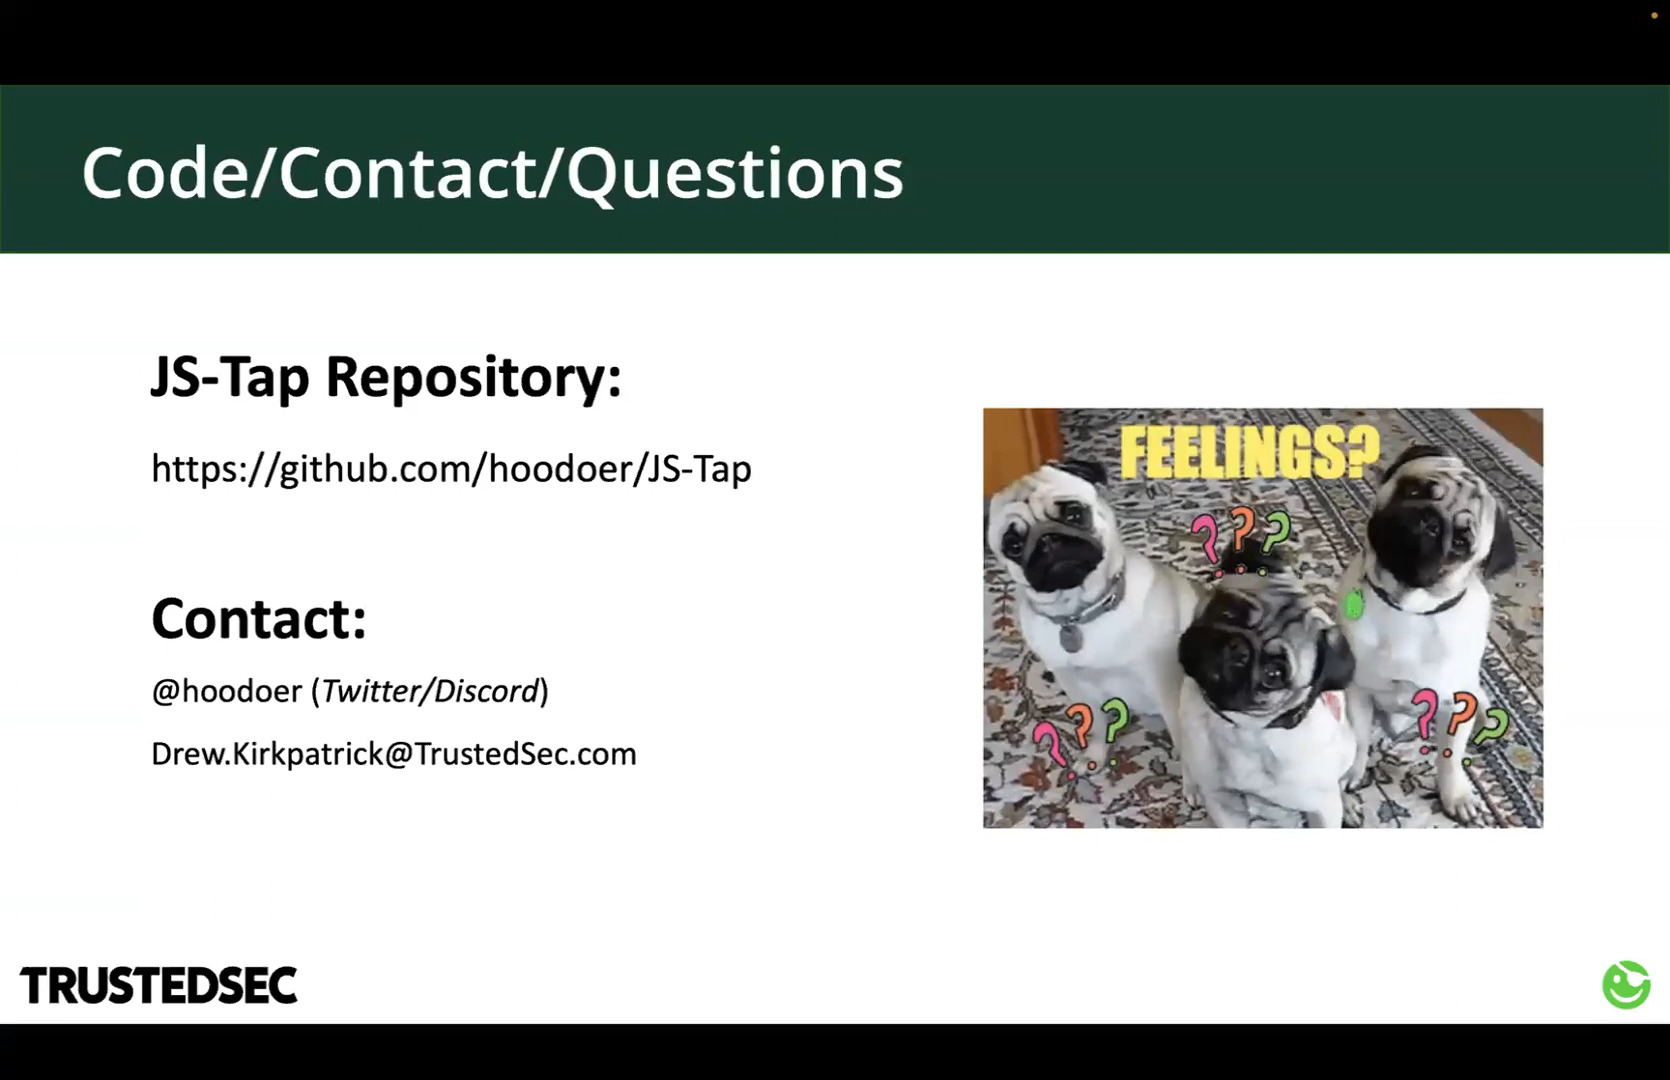 Code/Contact/Questions
JS-Tap Repository:
https://github.com/hoodoer/JS-Tap
Contact:
@hoodoer (Twitter/Discord)
Drew.Kirkpatrick@TrustedSec.com
FEELINGS?
???
???
???
TRUSTEDSEC